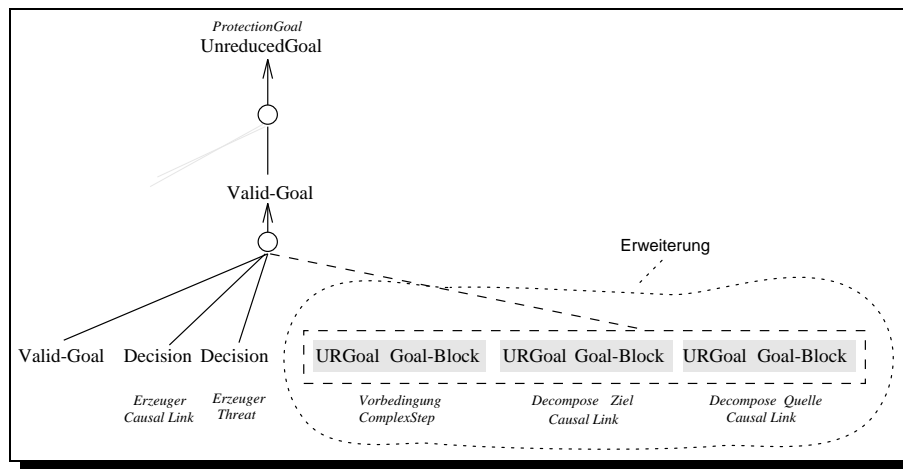 ProtectionGoal
UnreducedGoal
Valid-Goal
Erweiterung
Valid-Goal Decision Decision URGoal Goal-Block URGoal Goal-Block URGoal Goal-Block
Erzeuger Causal Link
Erzeuger Threat
Vorbedingung ComplexStep
Decompose Ziel Causal Link
Decompose Quelle Causal Link